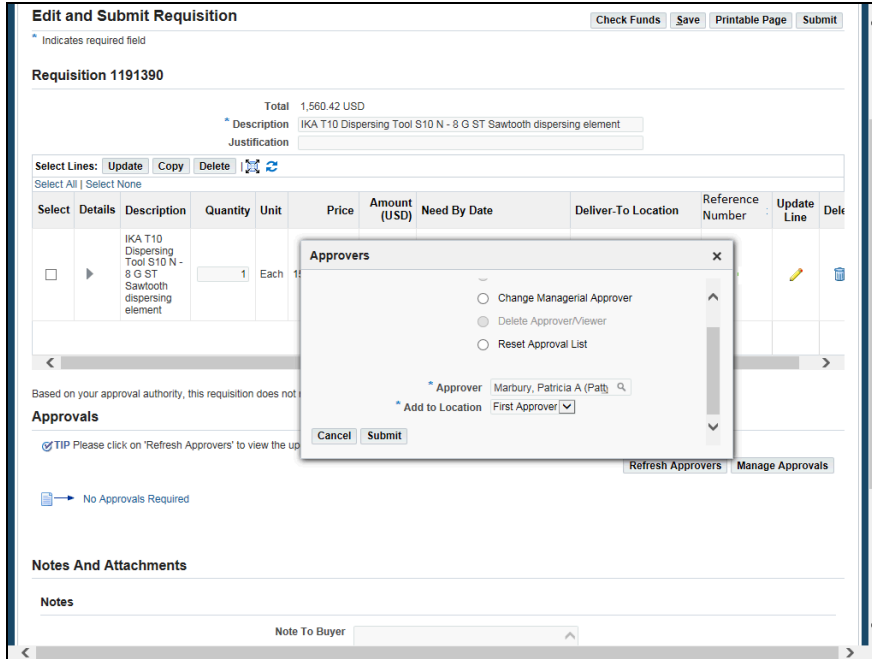 Edit and Submit Requisition
Check Funds Save Printable Page Submit
* Indicates required field
Requisition 1191390
Total 1,560.42 USD
* Description IKA T10 Dispersing Tool S10 N - 8 G ST Sawtooth dispersing element
Justification
Select Lines: Update Copy Delete
Select All | Select None
Select Details Description Quantity Unit Price Amount (USD) Need By Date Deliver-To Location Reference Number : Update Line Dele
IKA T10
Dispersing
Tool S10 N -
8 G ST
Sawtooth
dispersing
element
1 Each 15
Approvers
Change Managerial Approver
Delete Approver/Viewer
Reset Approval List
* Approver Marbury, Patricia A (Patty
* Add to Location First Approver
Cancel Submit
Based on your approval authority, this requisition does not
Approvals
TIP Please click on 'Refresh Approvers' to view the up
Refresh Approvers Manage Approvals
No Approvals Required
Notes And Attachments
Notes
Note To Buyer